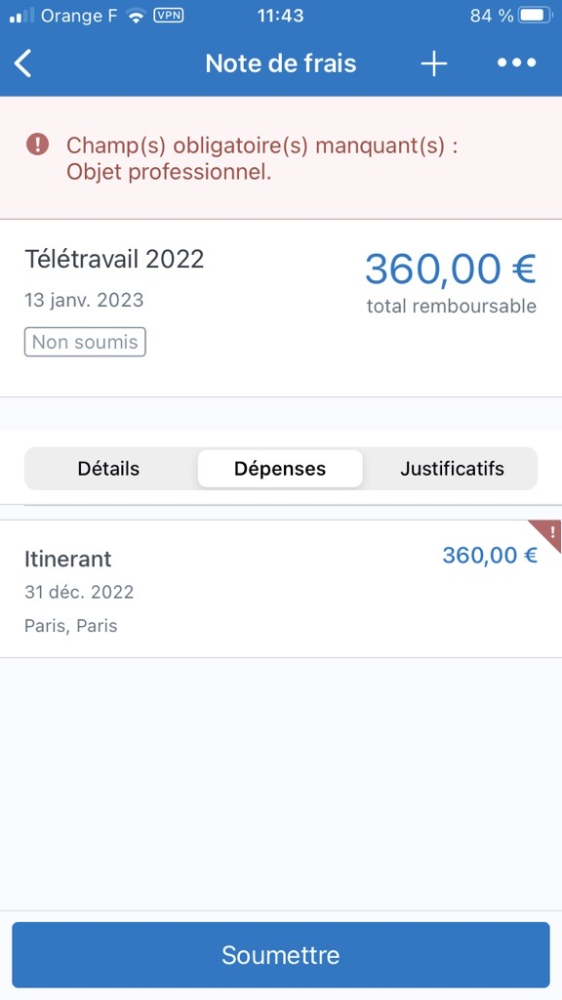 Orange F VPN 11:43 84 %
Note de frais
Champ(s) obligatoire(s) manquant(s) :
Objet professionnel.
Télétravail 2022
360,00 €
13 janv. 2023
total remboursable
Non soumis
Détails Dépenses Justificatifs
Itinerant
360,00 €
31 déc. 2022
Paris, Paris
Soumettre